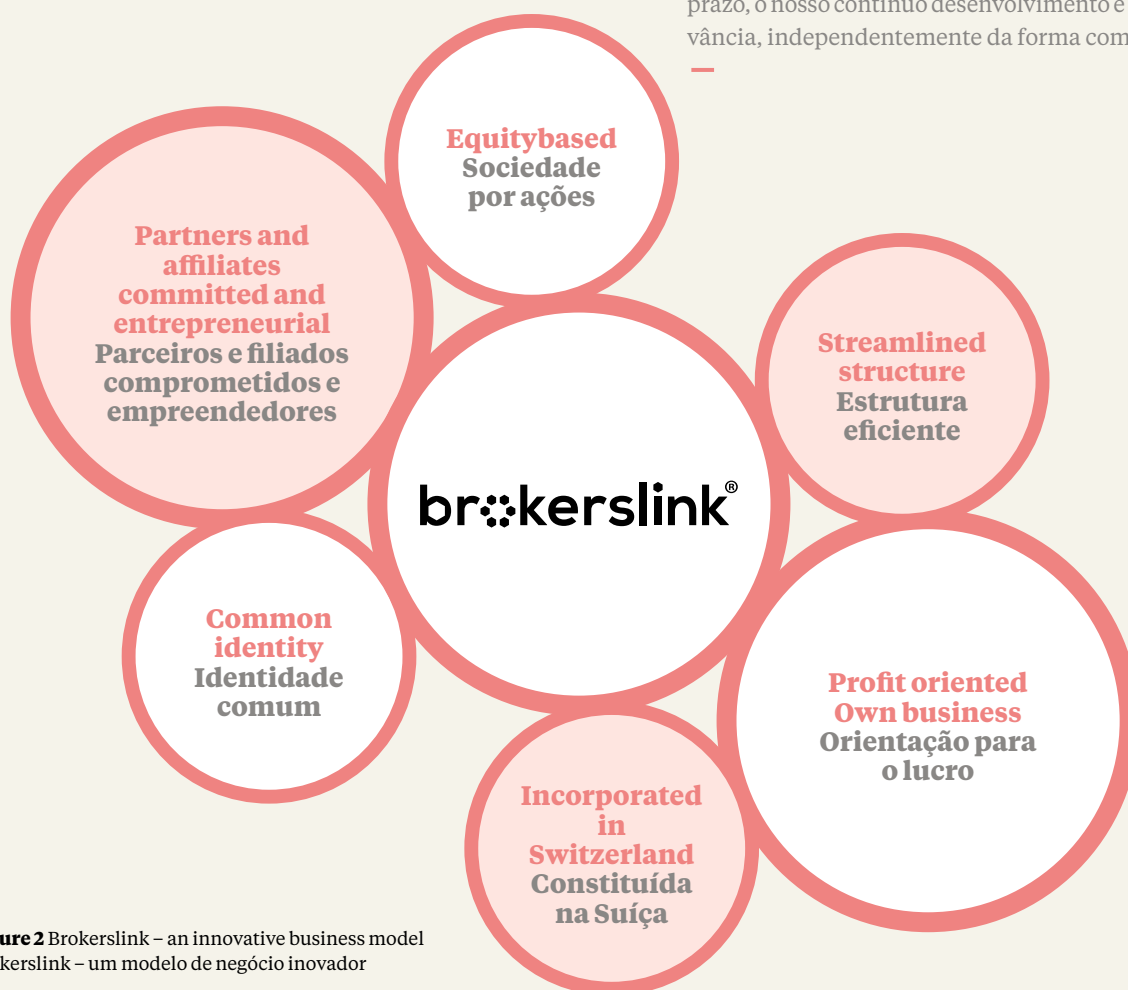 prazo, o nosso contínuo desenvolvimento e
vância, independentemente da forma com
Equitybased
Sociedade
por ações
Partners and
affiliates
committed and
entrepreneurial
Parceiros e filiados
comprometidos e
empreendedores
Streamlined
structure
Estrutura
eficiente
brokerslink®
Common
identity
Identidade
comum
Profit oriented
Own business
Orientação para
o lucro
Incorporated
in
Switzerland
Constituída
na Suíça
ure 2 Brokerslink – an innovative business model
kerslink – um modelo de negócio inovador